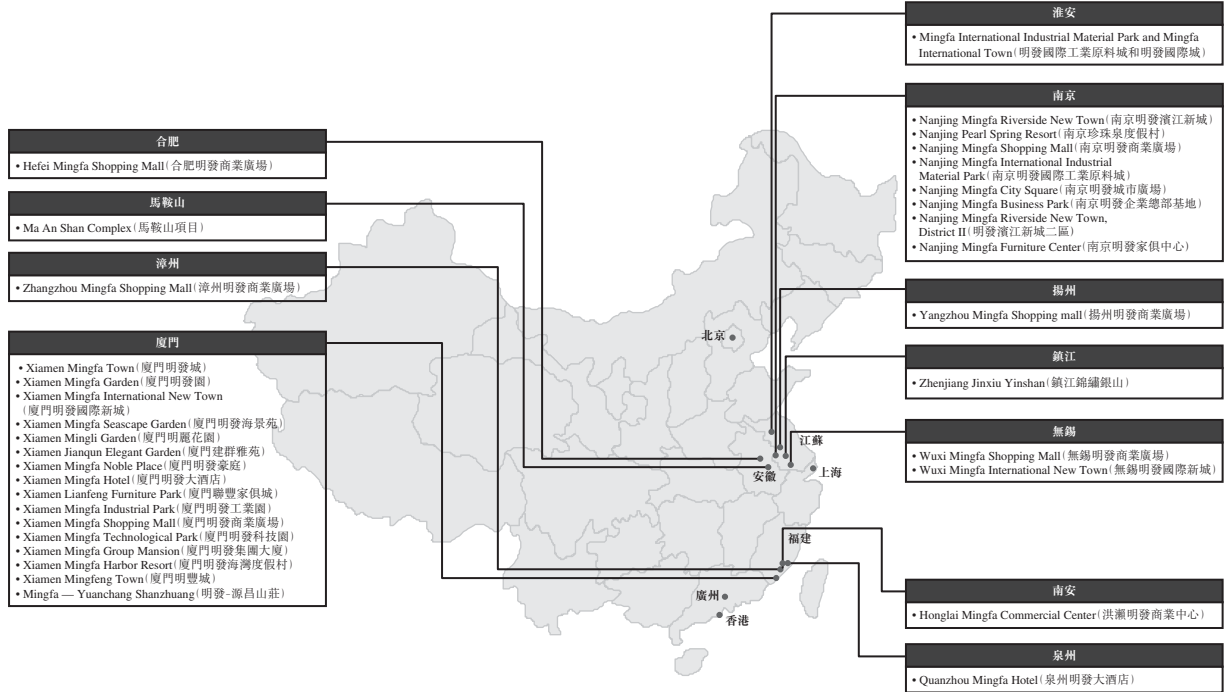 合肥
• Hefei Mingfa Shopping Mall(合肥明發商業廣場)
馬鞍山
• Ma An Shan Complex(馬鞍山項目)
漳州
• Zhangzhou Mingfa Shopping Mall(漳州明發商業廣場)
廈門
• Xiamen Mingfa Town(廈門明發城)
• Xiamen Mingfa Garden(廈門明發園)
• Xiamen Mingfa International New Town
(廈門明發國際新城)
• Xiamen Mingfa Seascape Garden(廈門明發海景苑)
• Xiamen Mingli Garden(廈門明麗花園)
• Xiamen Jianqun Elegant Garden(廈門建群雅苑)
• Xiamen Mingfa Noble Place(廈門明發豪庭)
• Xiamen Mingfa Hotel(廈門明發大酒店)
• Xiamen Lianfeng Furniture Park(廈門聯豐家俱城)
• Xiamen Mingfa Industrial Park(廈門明發工業園)
• Xiamen Mingfa Shopping Mall(廈門明發商業廣場)
• Xiamen Mingfa Technological Park(廈門明發科技園)
• Xiamen Mingfa Group Mansion(廈門明發集團大廈)
• Xiamen Mingfa Harbor Resort(廈門明發海灣度假村)
• Xiamen Mingfeng Town(廈門明豐城)
• Mingfa — Yuanchang Shanzhuang(明發-源昌山莊)
北京
江蘇
安徽
上海
福建
廣州
香港
淮安
• Mingfa International Industrial Material Park and Mingfa
International Town(明發國際工業原料城和明發國際城)
南京
• Nanjing Mingfa Riverside New Town(南京明發濱江新城)
• Nanjing Pearl Spring Resort(南京珍珠泉度假村)
• Nanjing Mingfa Shopping Mall(南京明發商業廣場)
• Nanjing Mingfa International Industrial
Material Park(南京明發國際工業原料城)
• Nanjing Mingfa City Square(南京明發城市廣場)
• Nanjing Mingfa Business Park(南京明發企業總部基地)
• Nanjing Mingfa Riverside New Town,
District II(明發濱江新城二區)
• Nanjing Mingfa Furniture Center(南京明發家俱中心)
揚州
• Yangzhou Mingfa Shopping mall(揚州明發商業廣場)
鎮江
• Zhenjiang Jinxiu Yinshan(鎮江錦繡銀山)
無錫
• Wuxi Mingfa Shopping Mall(無錫明發商業廣場)
• Wuxi Mingfa International New Town(無錫明發國際新城)
南安
• Honglai Mingfa Commercial Center(洪瀨明發商業中心)
泉州
• Quanzhou Mingfa Hotel(泉州明發大酒店)